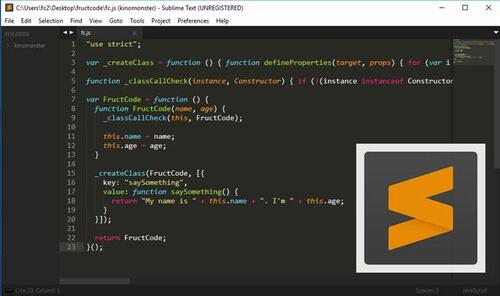 C:\Users\fc2\Desktop\fructcode\fc.js (kinomonster) - Sublime Text (UNREGISTERED)
File Edit Selection Find View Goto Tools Project Preferences Help
FOLDERS
kinomonster
fc.js
1 "use strict";
2
3 var _createClass = function () { function defineProperties(target, props) { for (var i
4
5 function _classCallCheck(instance, Constructor) { if (!(instance instanceof Constructor
6
7 var FructCode = function () {
8 function FructCode(name, age) {
9 _classCallCheck(this, FructCode);
10
11 this.name = name;
12 this.age = age;
13 }
14
15 _createClass(FructCode, [{
16 key: "saySomething",
17 value: function saySomething() {
18 return "My name is " + this.name + ". I'm " + this.age;
19 }
20 }]);
21
22 return FructCode;
23 }();
Line 23, Column 5
Spaces: 2
JavaScript